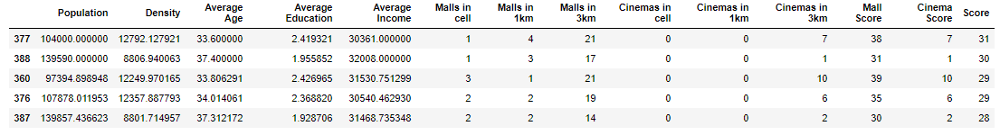 Population Density Average Age Average Education Average Income Malls in cell Malls in 1km Malls in 3km Cinemas in cell Cinemas in 1km Cinemas in 3km Mall Score Cinema Score Score
377 104000.000000 12792.127921 33.600000 2.419321 30361.000000 1 4 21 0 0 7 38 7 31
388 139590.000000 8806.940063 37.400000 1.955852 32008.000000 1 3 17 0 0 1 31 1 30
360 97394.898948 12249.970165 33.806291 2.426965 31530.751299 3 1 21 0 0 10 39 10 29
376 107878.011953 12357.887793 34.014061 2.368820 30540.462930 2 2 19 0 0 6 35 6 29
387 139857.436623 8801.714957 37.312172 1.928706 31468.735348 2 2 14 0 0 2 30 2 28